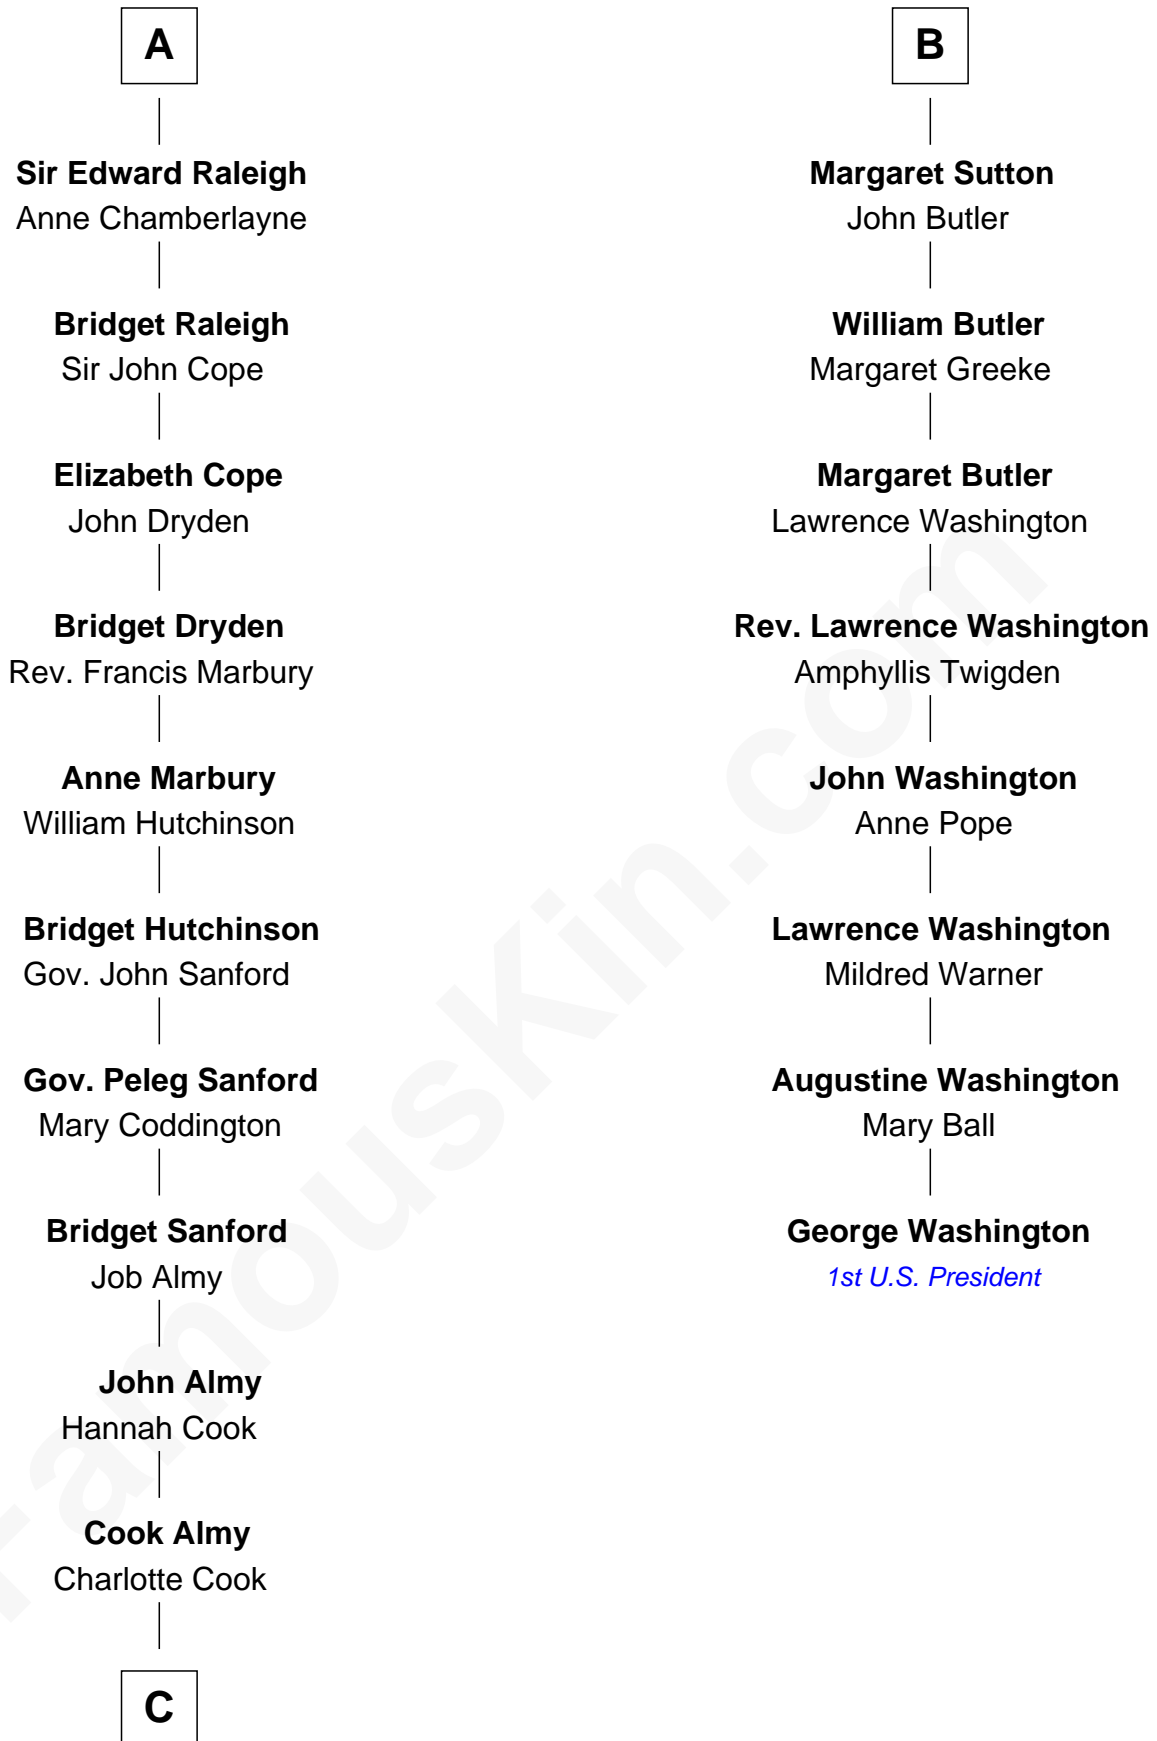 A
Sir Edward Raleigh
Anne Chamberlayne
Bridget Raleigh
Sir John Cope
Elizabeth Cope
John Dryden
Bridget Dryden
Rev. Francis Marbury
Anne Marbury
William Hutchinson
Bridget Hutchinson
Gov. John Sanford
Gov. Peleg Sanford
Mary Coddington
Bridget Sanford
Job Almy
John Almy
Hannah Cook
Cook Almy
Charlotte Cook
C
B
Margaret Sutton
John Butler
William Butler
Margaret Greeke
Margaret Butler
Lawrence Washington
Rev. Lawrence Washington
Amphyllis Twigden
John Washington
Anne Pope
Lawrence Washington
Mildred Warner
Augustine Washington
Mary Ball
George Washington
1st U.S. President
FamousKin.com